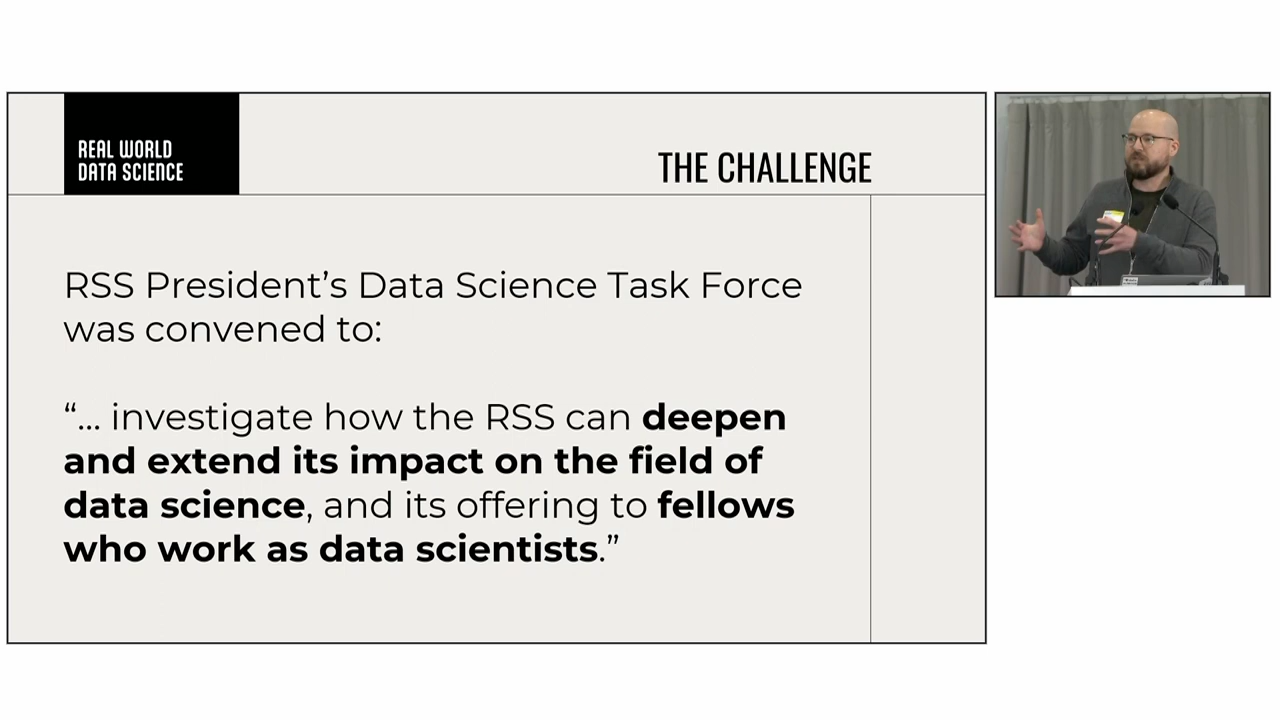 REAL WORLD
DATA SCIENCE
THE CHALLENGE
RSS President’s Data Science Task Force
was convened to:
“... investigate how the RSS can deepen
and extend its impact on the field of
data science, and its offering to fellows
who work as data scientists.”